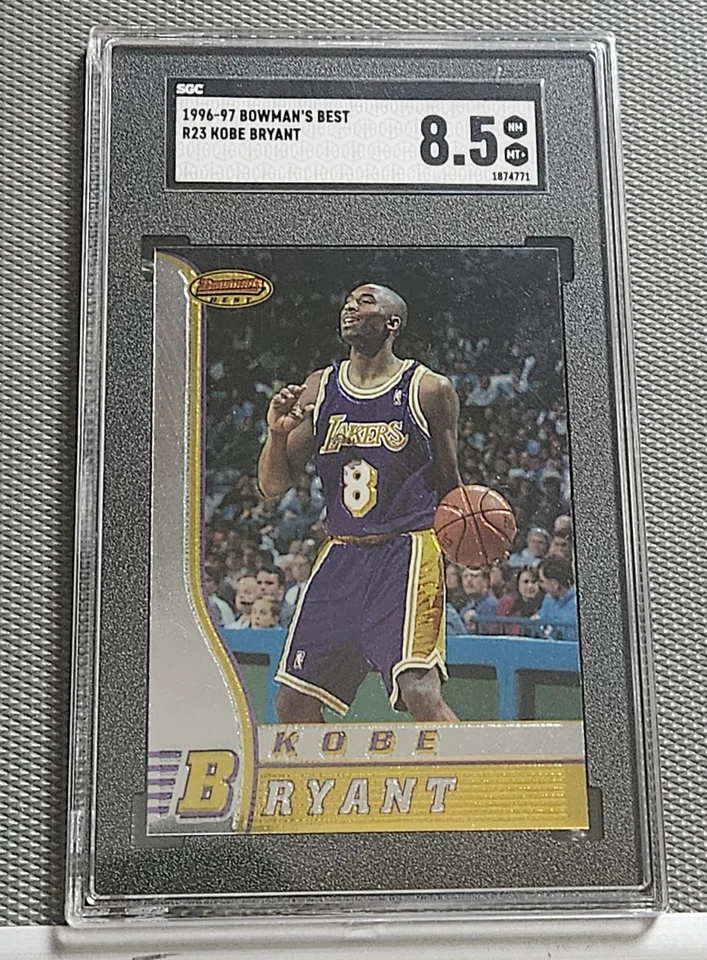 SGC
1996-97 BOWMAN'S BEST
R23 KOBE BRYANT
8.5
NM
MT+
1874771
Bowman's
BEST
LAKERS
8
KOBE
BRYANT